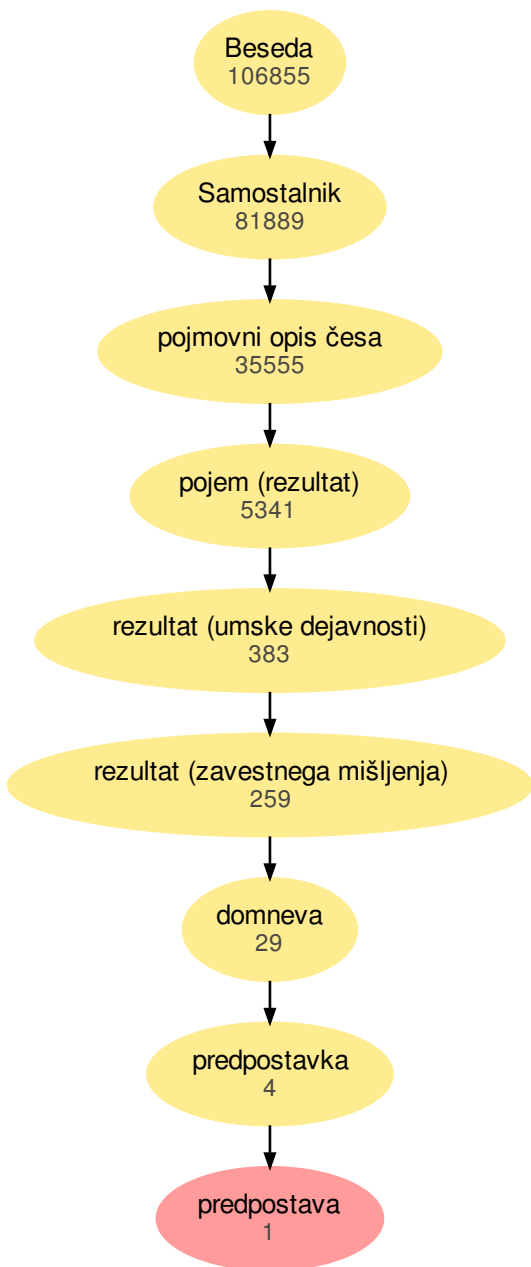 Beseda
106855
Samostalnik
81889
pojmovni opis česa
35555
pojem (rezultat)
5341
rezultat (umske dejavnosti)
383
rezultat (zavestnega mišljenja)
259
domneva
29
predpostavka
4
predpostava
1